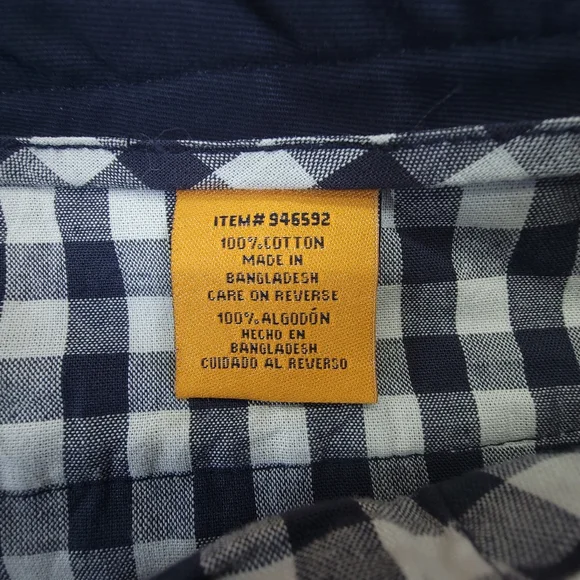 ITEM# 946592
100% COTTON
MADE IN
BANGLADESH
CARE ON REVERSE
100% ALGODÓN
HECHO EN
BANGLADESH
CUIDADO AL REVERSO